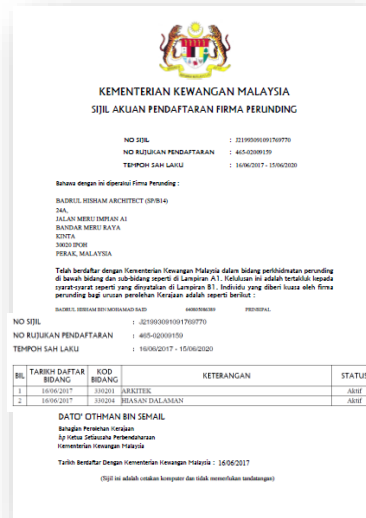 KEMENTERIAN KEWANGAN MALAYSIA
SIJIL AKUAN PENDAFTARAN FIRMA PERUNDING
NO SIJIL : J21993091091769770
NO RUJUKAN PENDAFTARAN : 465-02009159
TEMPOH SAH LAKU : 16/06/2017 - 15/06/2020
Bahawa dengan ini diperakui Firma Perunding :
BADRUL HISHAM ARCHITECT (SP/B14)
24A,
JALAN MERU IMPIAN A1
BANDAR MERU RAYA
KINTA
30020 IPOH
PERAK, MALAYSIA
Telah berdaftar dengan Kementerian Kewangan Malaysia dalam bidang perkhidmatan perunding
di bawah bidang dan sub-bidang seperti di Lampiran A1. Kelulusan ini adalah tertakluk kepada
syarat-syarat seperti yang dinyatakan di Lampiran B1. Individu yang diberi kuasa oleh firma
perunding bagi urusan perolehan Kerajaan adalah seperti berikut :
BADRUL HISHAM BIN MOHAMAD SAID PRINSIPAL
NO SIJIL : J21993091091769770
NO RUJUKAN PENDAFTARAN : 465-02009159
TEMPOH SAH LAKU : 16/06/2017 - 15/06/2020
BIL TARIKH DAFTAR BIDANG KOD BIDANG KETERANGAN STATUS
1 16/06/2017 330201 ARKITEK Aktif
2 16/06/2017 330204 HIASAN DALAMAN Aktif
DATO' OTHMAN BIN SEMAIL
Bahagian Perolehan Kerajaan
b.p Ketua Setiausaha Perbendaharaan
Kementerian Kewangan Malaysia
Tarikh Berdaftar Dengan Kementerian Kewangan Malaysia : 16/06/2017
(Sijil ini adalah cetakan komputer dan tidak memerlukan tandatangan)